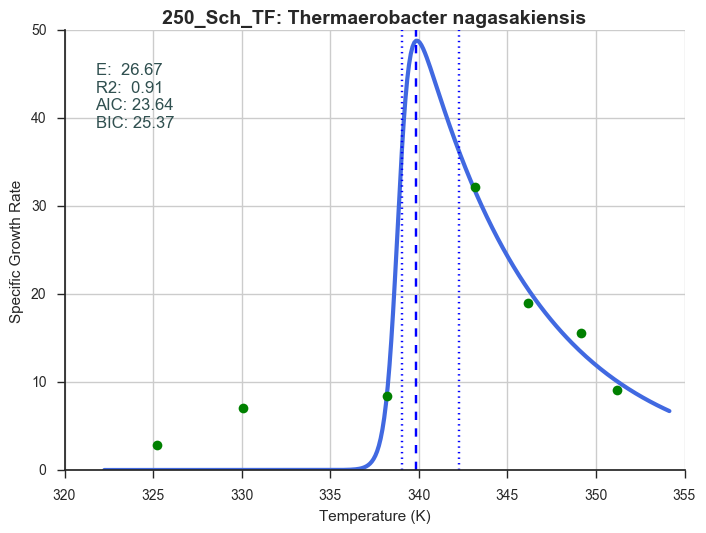 250_Sch_TF: Thermaerobacter nagasakiensis
E:  26.67
R2:  0.91
AIC: 23.64
BIC: 25.37
Specific Growth Rate
50
40
30
20
10
0
320 325 330 335 340 345 350 355
Temperature (K)